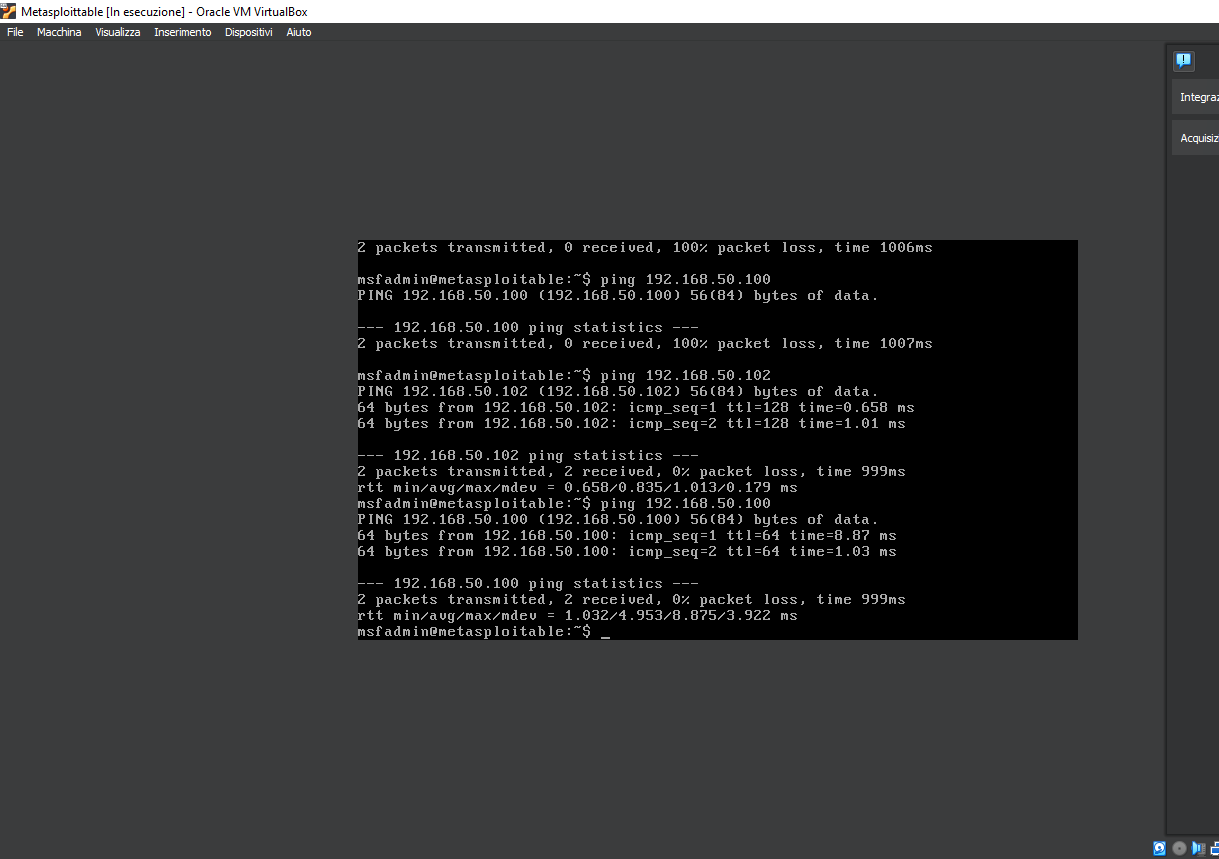 Metasploittable [In esecuzione] - Oracle VM VirtualBox
File Macchina Visualizza Inserimento Dispositivi Aiuto
Integraz
Acquisiz
2 packets transmitted, 0 received, 100% packet loss, time 1006ms
msfadmin@metasploitable:~$ ping 192.168.50.100
PING 192.168.50.100 (192.168.50.100) 56(84) bytes of data.
--- 192.168.50.100 ping statistics ---
2 packets transmitted, 0 received, 100% packet loss, time 1007ms
msfadmin@metasploitable:~$ ping 192.168.50.102
PING 192.168.50.102 (192.168.50.102) 56(84) bytes of data.
64 bytes from 192.168.50.102: icmp_seq=1 ttl=128 time=0.658 ms
64 bytes from 192.168.50.102: icmp_seq=2 ttl=128 time=1.01 ms
--- 192.168.50.102 ping statistics ---
2 packets transmitted, 2 received, 0% packet loss, time 999ms
rtt min/avg/max/mdev = 0.658/0.835/1.013/0.179 ms
msfadmin@metasploitable:~$ ping 192.168.50.100
PING 192.168.50.100 (192.168.50.100) 56(84) bytes of data.
64 bytes from 192.168.50.100: icmp_seq=1 ttl=64 time=8.87 ms
64 bytes from 192.168.50.100: icmp_seq=2 ttl=64 time=1.03 ms
--- 192.168.50.100 ping statistics ---
2 packets transmitted, 2 received, 0% packet loss, time 999ms
rtt min/avg/max/mdev = 1.032/4.953/8.875/3.922 ms
msfadmin@metasploitable:~$ _